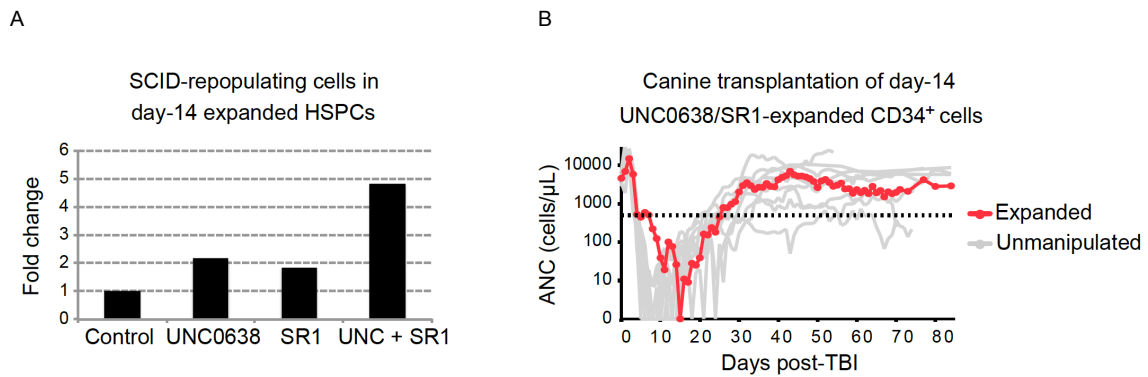 A
SCID-repopulating cells in
day-14 expanded HSPCs
Fold change
6
5
4
3
2
1
0
Control UNC0638 SR1 UNC + SR1
B
Canine transplantation of day-14
UNC0638/SR1-expanded CD34⁺ cells
ANC (cells/µL)
10000
1000
100
10
0
0 10 20 30 40 50 60 70 80
Days post-TBI
Expanded
Unmanipulated